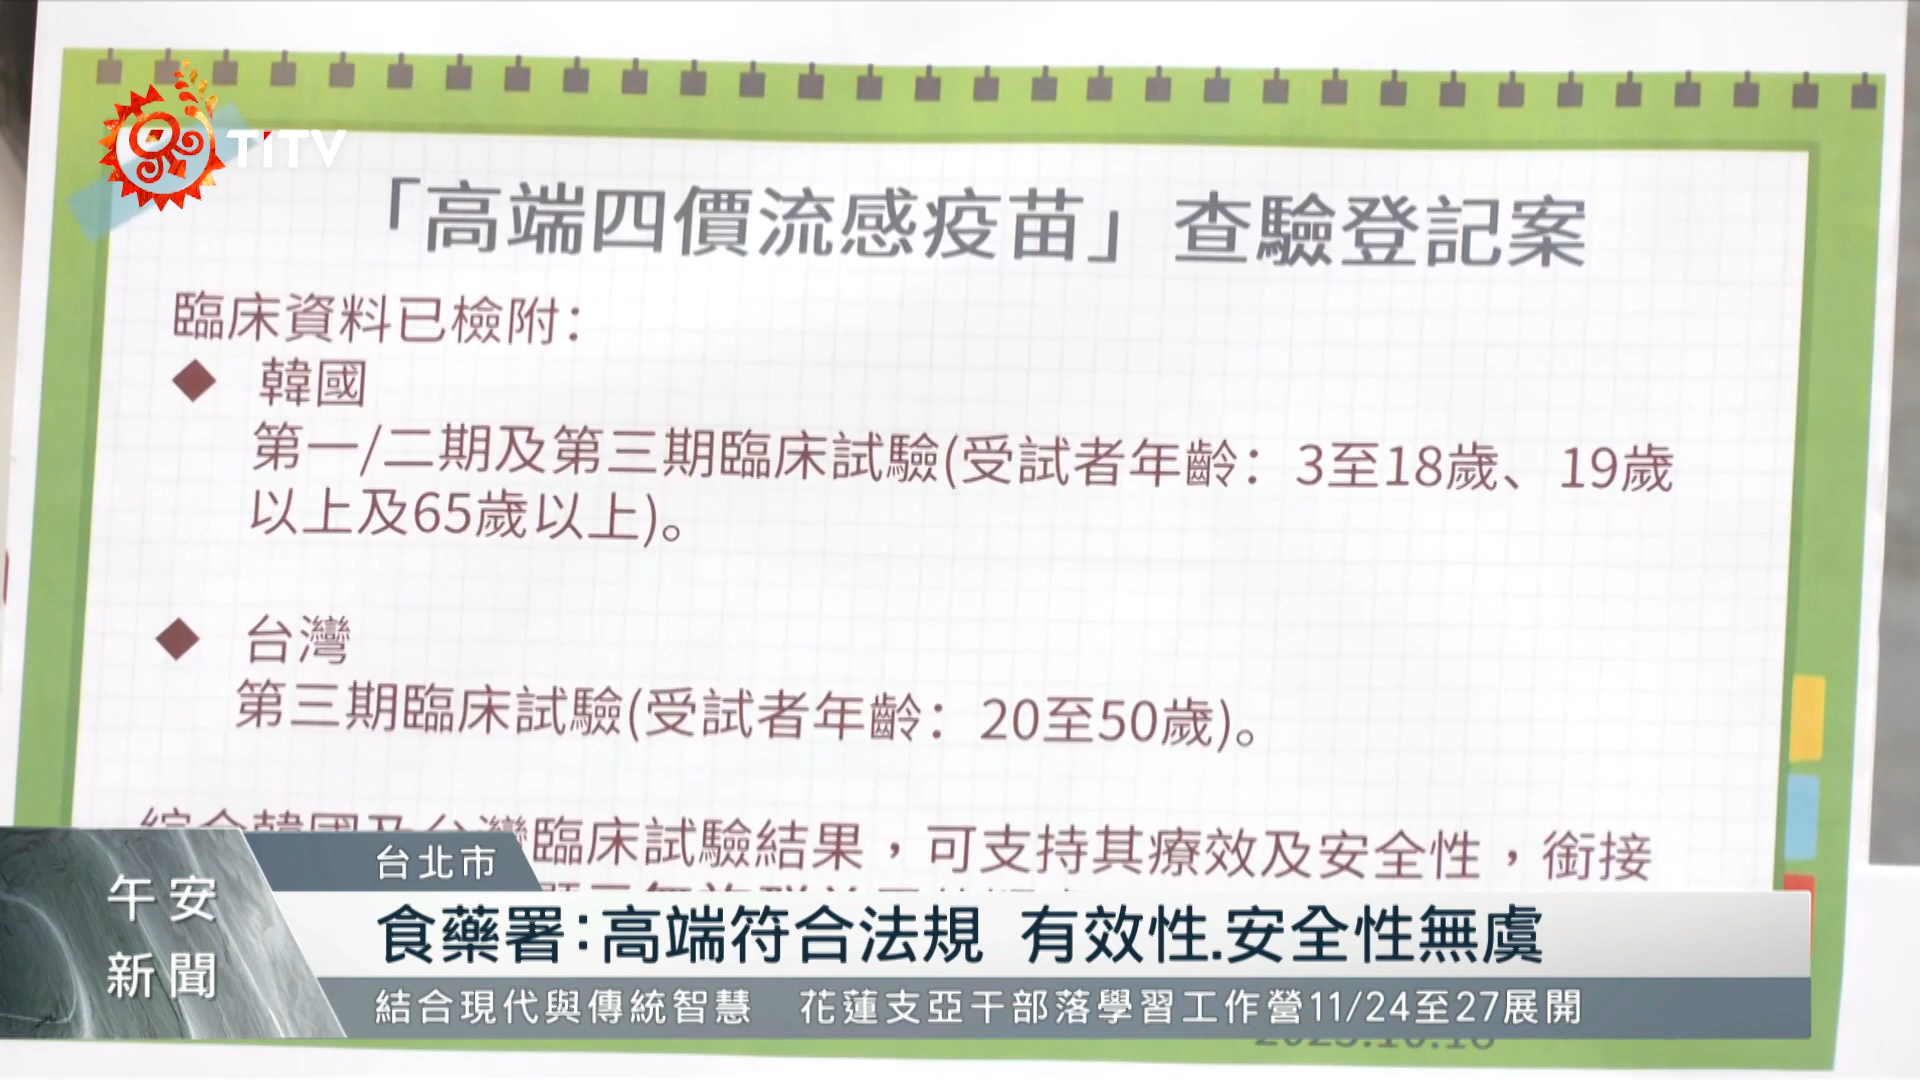 TiTV
「高端四價流感疫苗」查驗登記案
臨床資料已檢附：
◆ 韓國
第一/二期及第三期臨床試驗(受試者年齡：3至18歲、19歲
以上及65歲以上)。
◆ 台灣
第三期臨床試驗(受試者年齡：20至50歲)。
綜合韓國及台灣臨床試驗結果，可支持其療效及安全性，銜接
台北市
午安
新聞
食藥署:高端符合法規 有效性.安全性無虞
結合現代與傳統智慧 花蓮支亞干部落學習工作營11/24至27展開